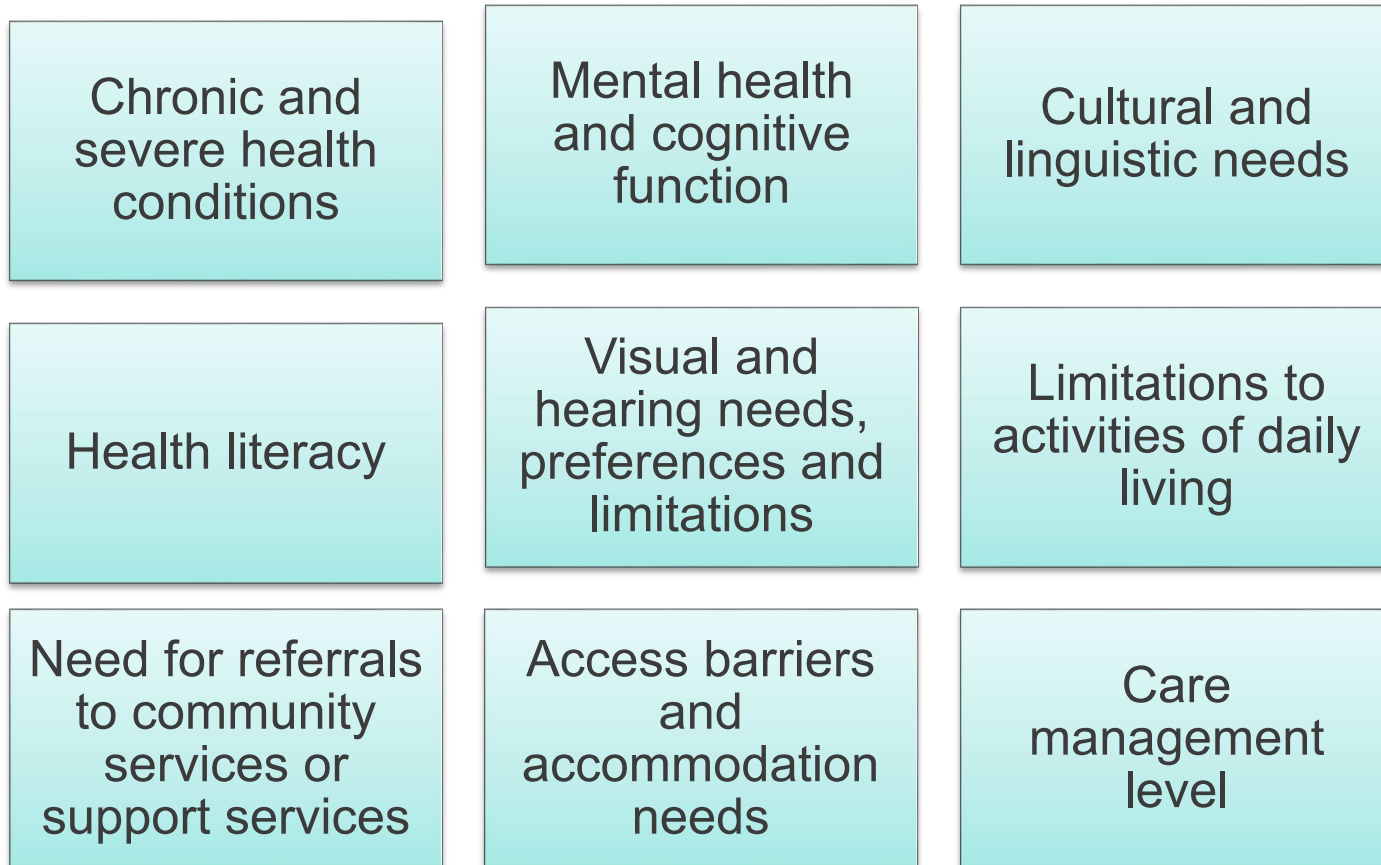 Chronic and
severe health
conditions
Mental health
and cognitive
function
Cultural and
linguistic needs
Health literacy
Visual and
hearing needs,
preferences and
limitations
Limitations to
activities of daily
living
Need for referrals
to community
services or
support services
Access barriers
and
accommodation
needs
Care
management
level